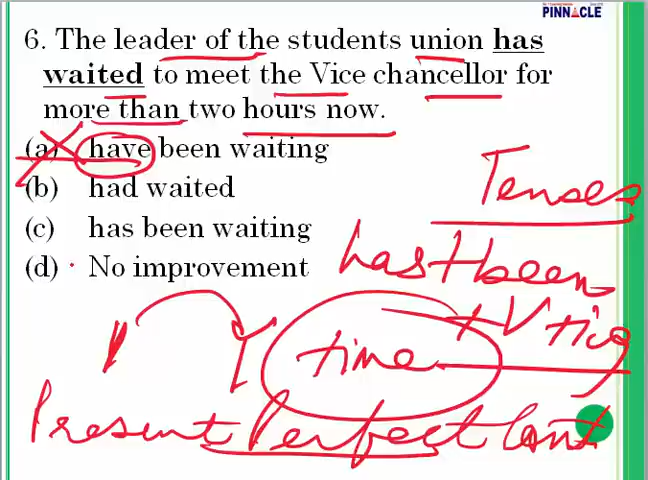 PINNACLE
6. The leader of the students union has
waited to meet the Vice chancellor for
more than two hours now.
(a) have been waiting
(b) had waited
(c) has been waiting
(d) No improvement
Tenses
has + been
+ V + ing
time
Present Perfect Cont